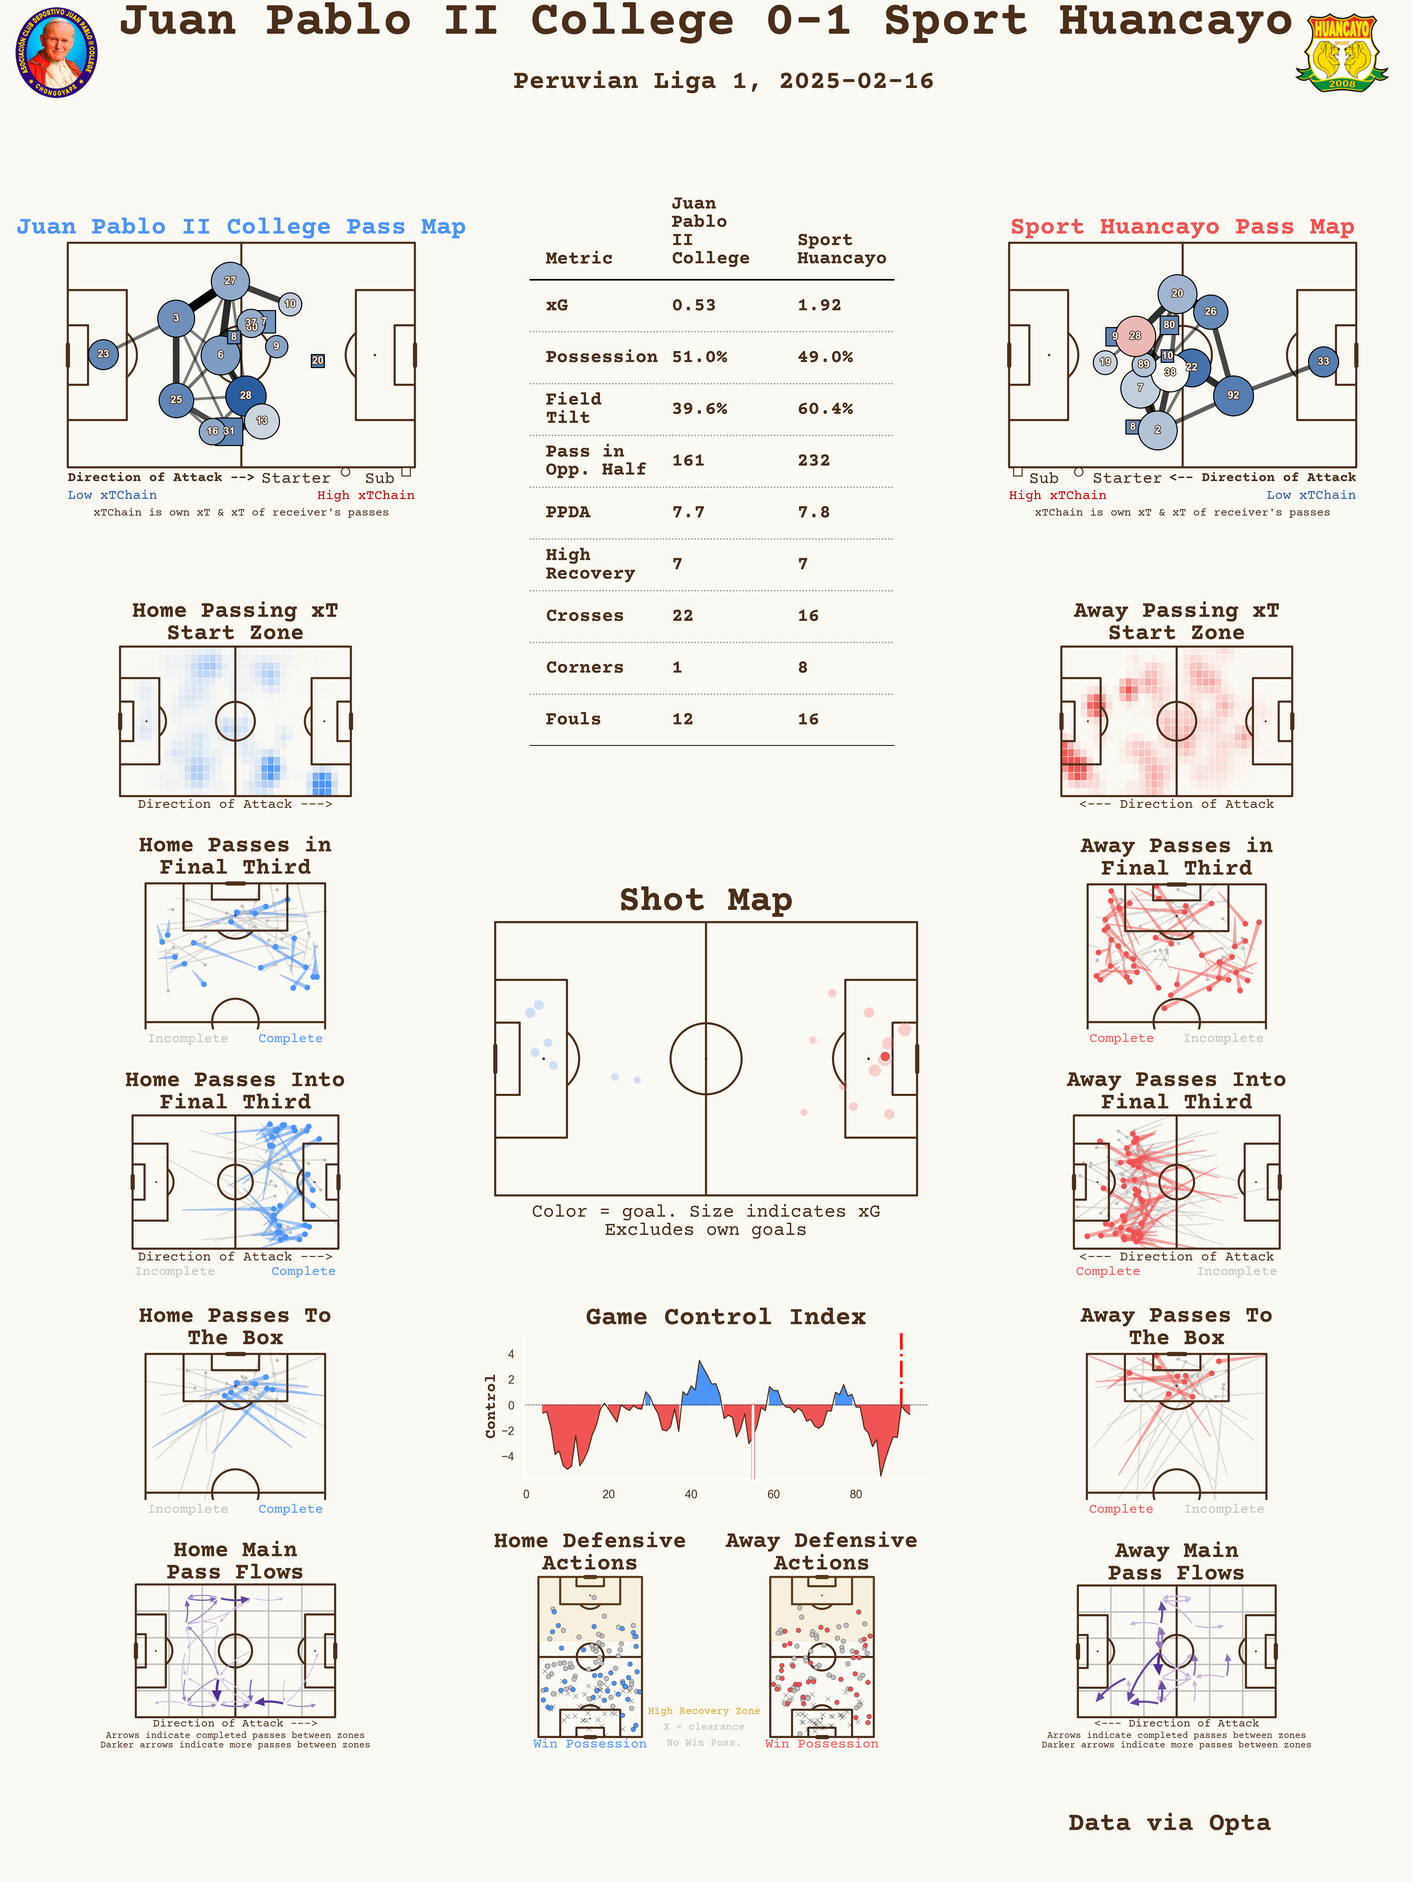 Juan Pablo II College 0-1 Sport Huancayo
Peruvian Liga 1, 2025-02-16
ASOCIACIÓN CLUB DEPORTIVO JUAN PABLO II COLLEGE
CHONGOYAPE
HUANCAYO
SPORT
2008
Juan Pablo II College Pass Map
27
10
3
37
7
8
9
23
6
20
25
28
13
16
31
Direction of Attack --> Starter Sub
Low xTChain High xTChain
xTChain is own xT & xT of receiver's passes
Metric Juan Pablo II College Sport Huancayo
xG 0.53 1.92
Possession 51.0% 49.0%
Field Tilt 39.6% 60.4%
Pass in Opp. Half 161 232
PPDA 7.7 7.8
High Recovery 7 7
Crosses 22 16
Corners 1 8
Fouls 12 16
Sport Huancayo Pass Map
20
26
80
9
28
10
19
89
38
22
33
7
92
8
2
Sub Starter <-- Direction of Attack
High xTChain Low xTChain
xTChain is own xT & xT of receiver's passes
Home Passing xT
Start Zone
Direction of Attack --->
Away Passing xT
Start Zone
<--- Direction of Attack
Home Passes in
Final Third
Incomplete Complete
Away Passes in
Final Third
Complete Incomplete
Shot Map
Color = goal. Size indicates xG
Excludes own goals
Home Passes Into
Final Third
Direction of Attack --->
Incomplete Complete
Away Passes Into
Final Third
<--- Direction of Attack
Complete Incomplete
Home Passes To
The Box
Incomplete Complete
Game Control Index
Control
4
2
0
−2
−4
0 20 40 60 80
Away Passes To
The Box
Complete Incomplete
Home Main
Pass Flows
Direction of Attack --->
Arrows indicate completed passes between zones
Darker arrows indicate more passes between zones
Home Defensive
Actions
Win Possession
Away Defensive
Actions
Win Possession
High Recovery Zone
X = clearance
No Win Poss.
Away Main
Pass Flows
<--- Direction of Attack
Arrows indicate completed passes between zones
Darker arrows indicate more passes between zones
Data via Opta